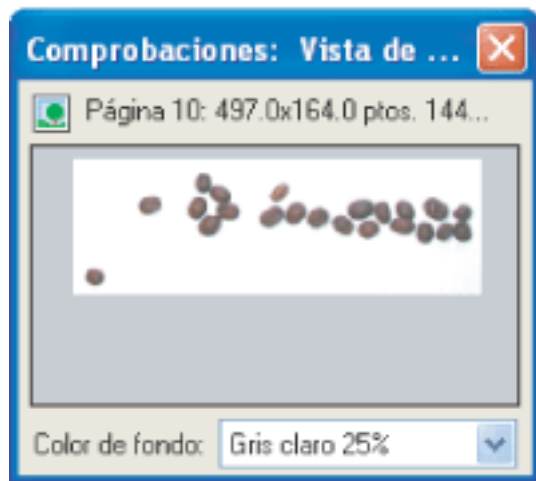 Comprobaciones: Vista de ...
Página 10: 497.0x164.0 ptos. 144...
Color de fondo: Gris claro 25%